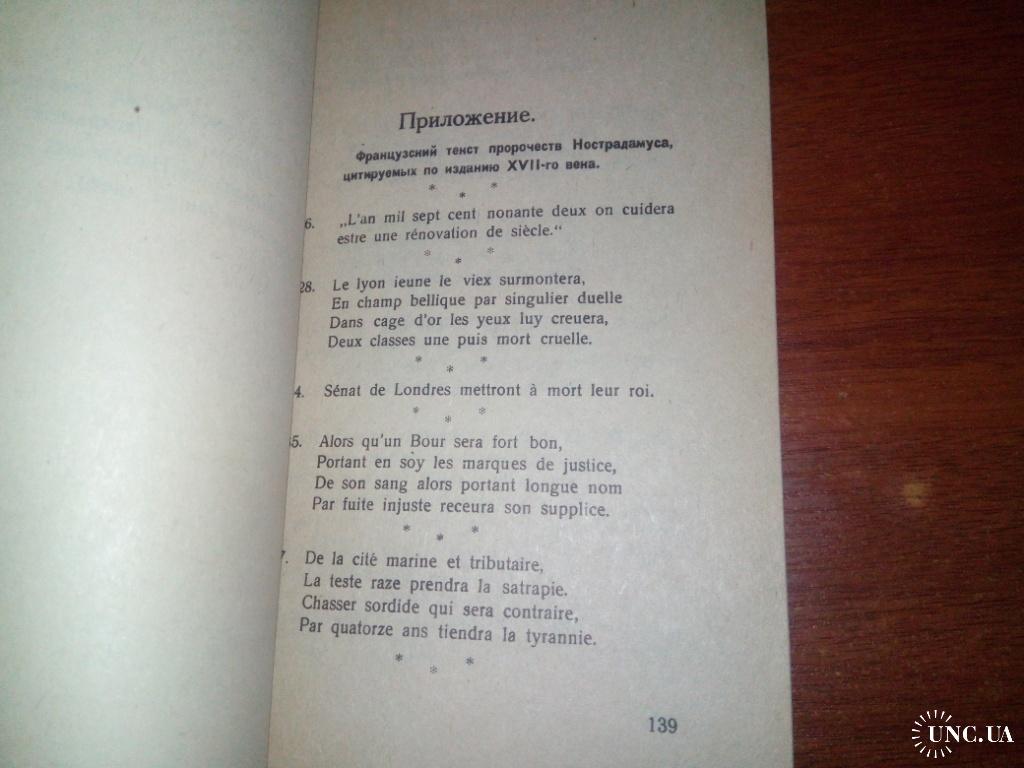 Приложение.
Французский текст пророчеств Нострадамуса,
цитируемых по изданию XVII-го века.
* * *
6. „L'an mil sept cent nonante deux on cuidera
estre une rénovation de siècle.“
* * *
28. Le lyon ieune le viex surmontera,
En champ bellique par singulier duelle
Dans cage d'or les yeux luy creuera,
Deux classes une puis mort cruelle.
* * *
4. Sénat de Londres mettront à mort leur roi.
* * *
35. Alors qu'un Bour sera fort bon,
Portant en soy les marques de justice,
De son sang alors portant longue nom
Par fuite injuste receura son supplice.
* * *
7. De la cité marine et tributaire,
La teste raze prendra la satrapie.
Chasser sordide qui sera contraire,
Par quatorze ans tiendra la tyrannie.
* * *
139
UNC.UA